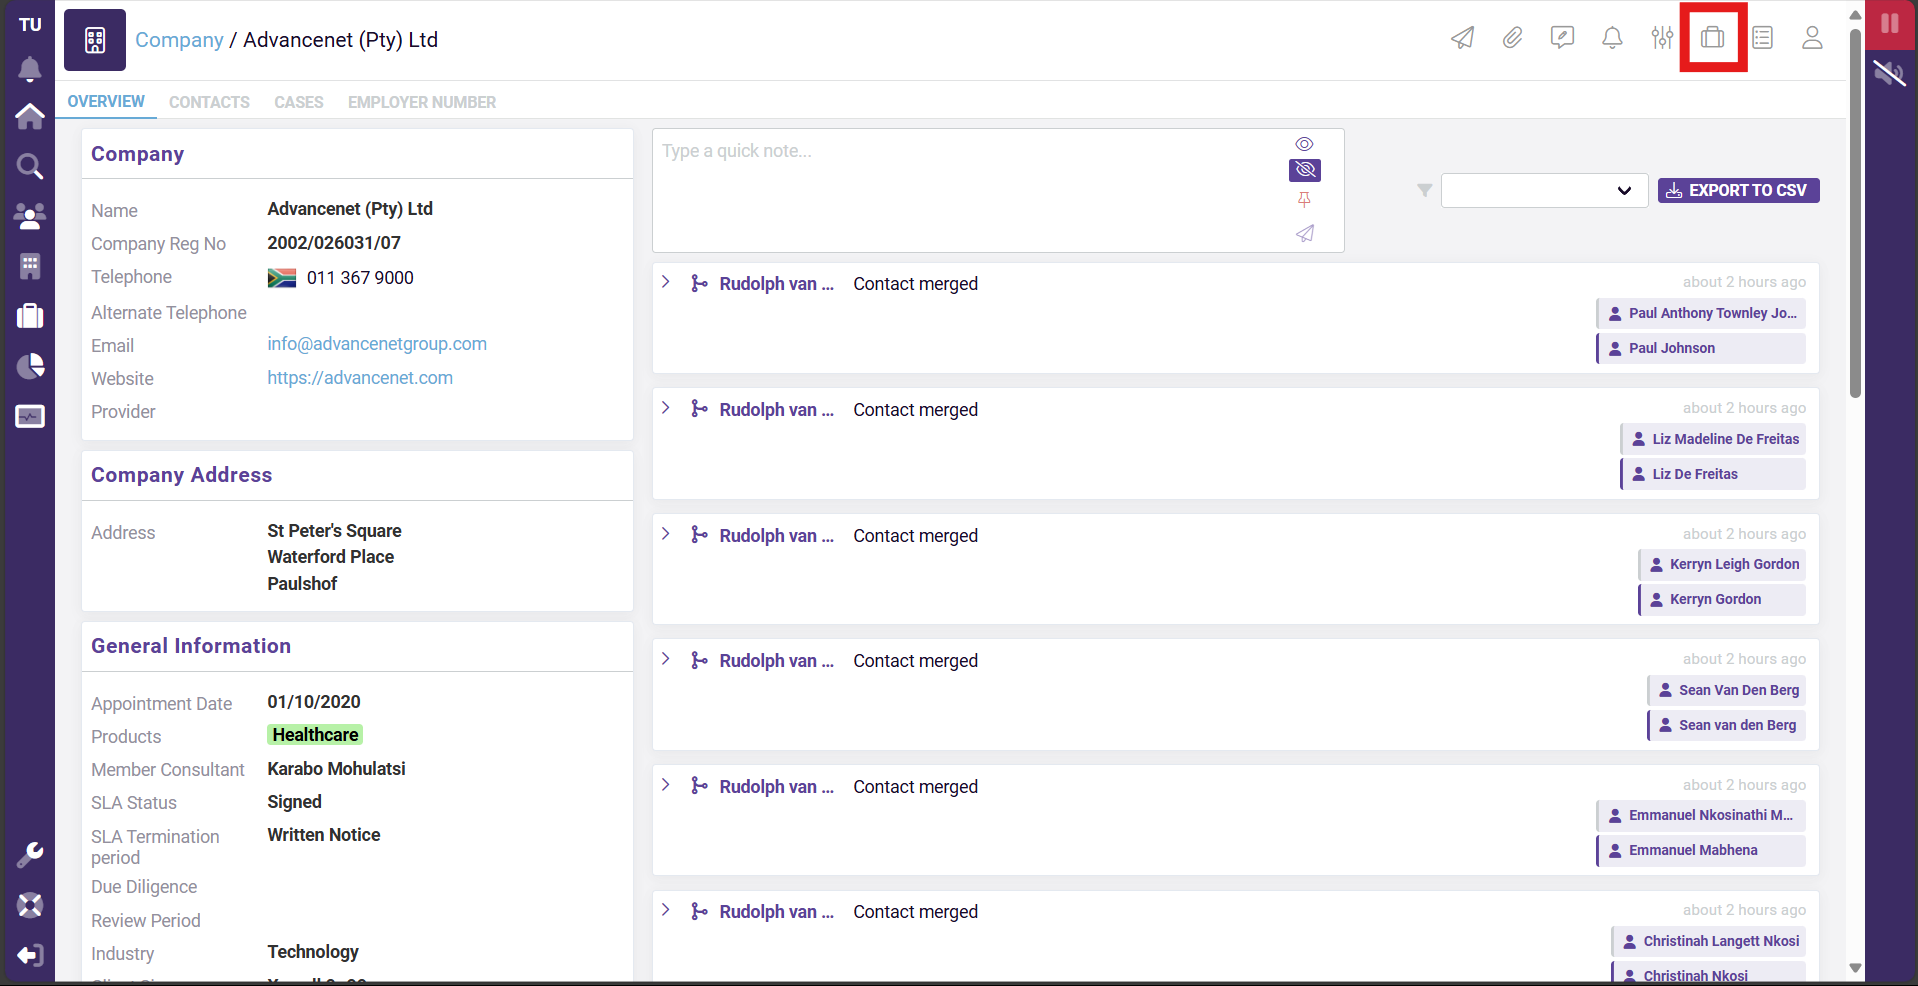 TU
Company / Advancenet (Pty) Ltd
OVERVIEW CONTACTS CASES EMPLOYER NUMBER
Company
Name Advancenet (Pty) Ltd
Company Reg No 2002/026031/07
Telephone 011 367 9000
Alternate Telephone
Email info@advancenetgroup.com
Website https://advancenet.com
Provider
Company Address
Address St Peter's Square
Waterford Place
Paulshof
General Information
Appointment Date 01/10/2020
Products Healthcare
Member Consultant Karabo Mohulatsi
SLA Status Signed
SLA Termination period Written Notice
Due Diligence
Review Period
Industry Technology
Type a quick note...
EXPORT TO CSV
Rudolph van ... Contact merged about 2 hours ago
Paul Anthony Townley Jo...
Paul Johnson
Rudolph van ... Contact merged about 2 hours ago
Liz Madeline De Freitas
Liz De Freitas
Rudolph van ... Contact merged about 2 hours ago
Kerryn Leigh Gordon
Kerryn Gordon
Rudolph van ... Contact merged about 2 hours ago
Sean Van Den Berg
Sean van den Berg
Rudolph van ... Contact merged about 2 hours ago
Emmanuel Nkosinathi M...
Emmanuel Mabhena
Rudolph van ... Contact merged about 2 hours ago
Christinah Langett Nkosi
Christinah Nkosi